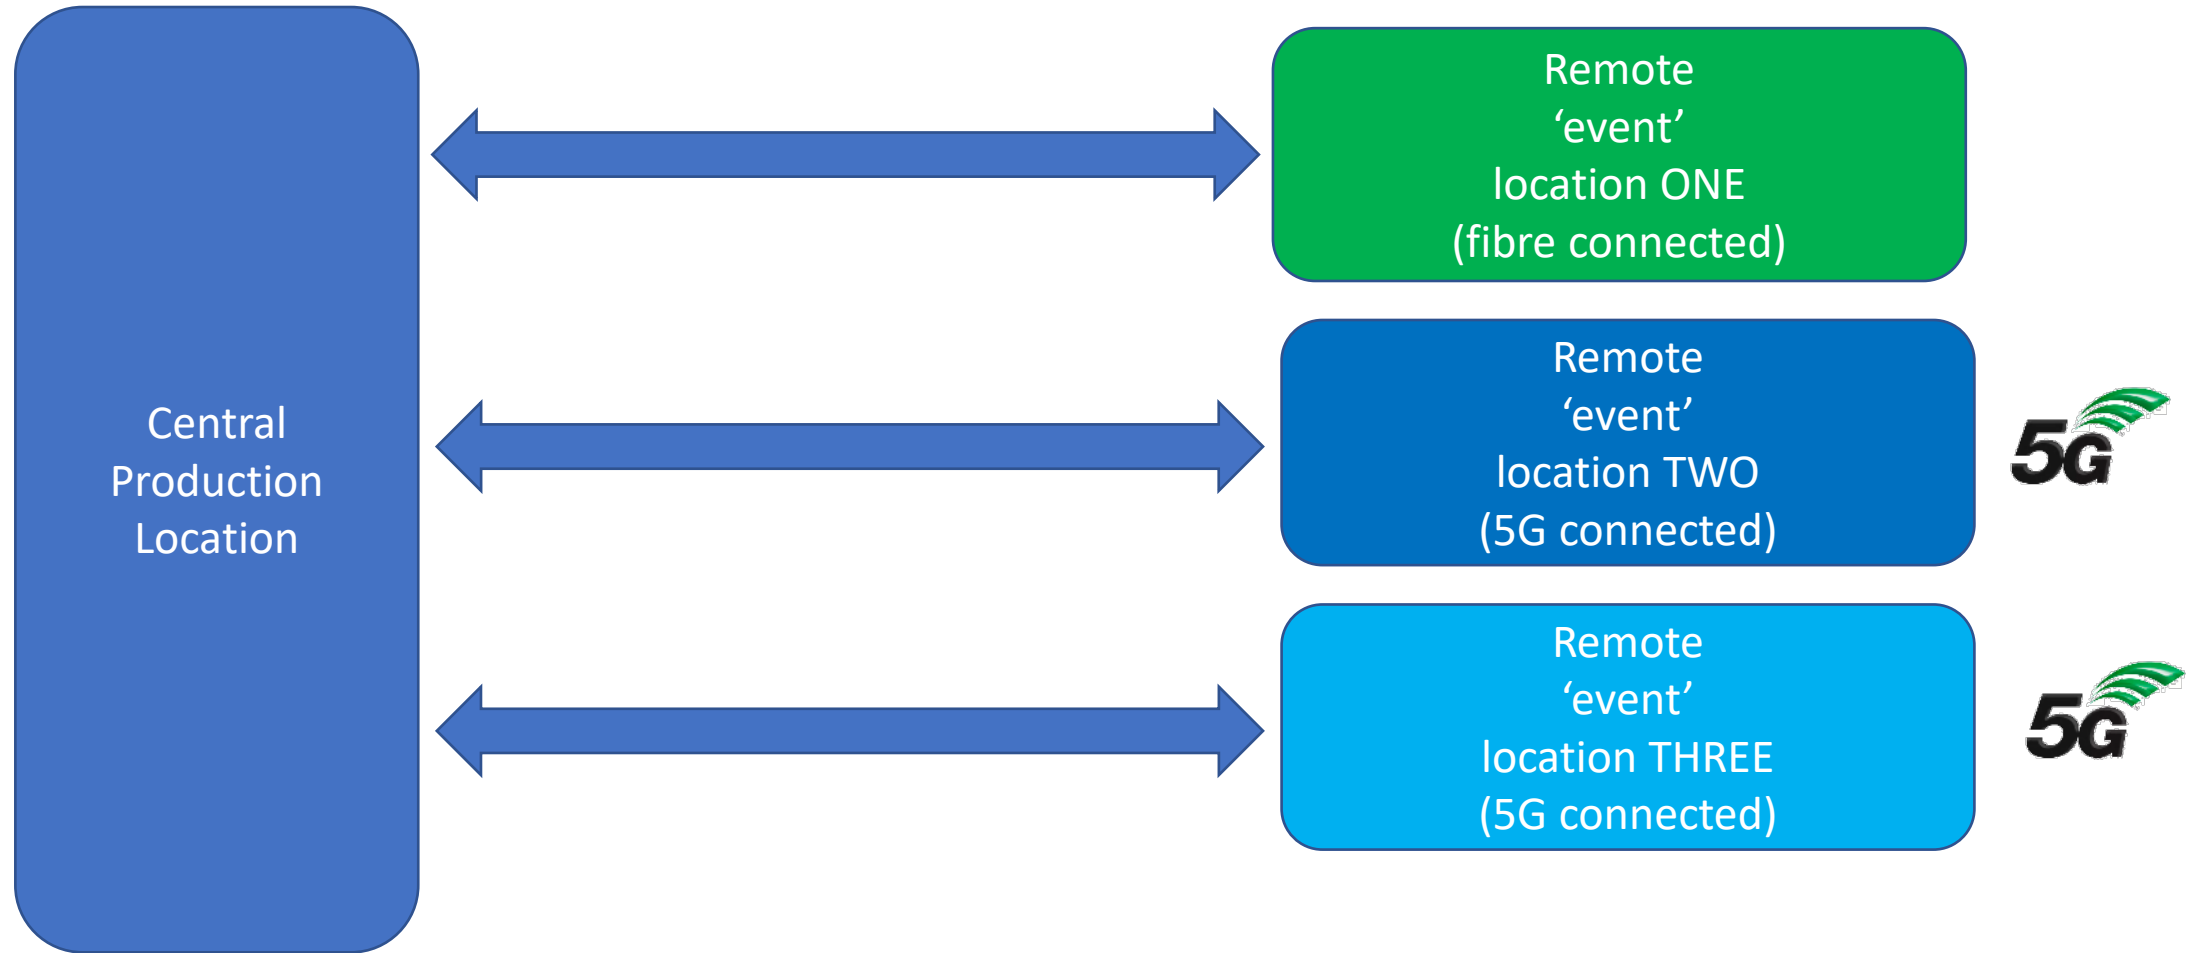 Central
Production
Location
Remote
‘event’
location ONE
(fibre connected)
Remote
‘event’
location TWO
(5G connected)
5G
Remote
‘event’
location THREE
(5G connected)
5G